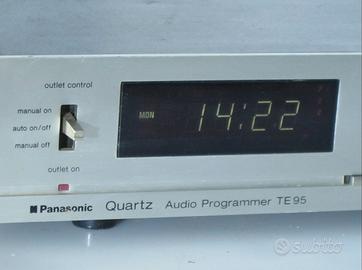 outlet control
manual on
auto on/off
manual off
outlet on
MON 14:22
Panasonic Quartz Audio Programmer TE95
subito